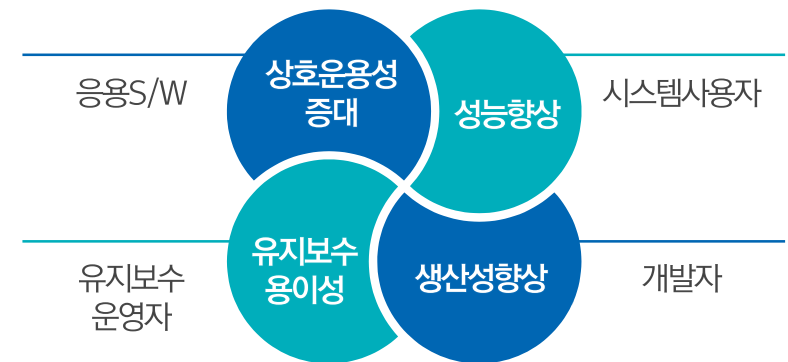 응용S/W
상호운용성
증대
성능향상
시스템사용자
유지보수
운영자
유지보수
용이성
생산성향상
개발자